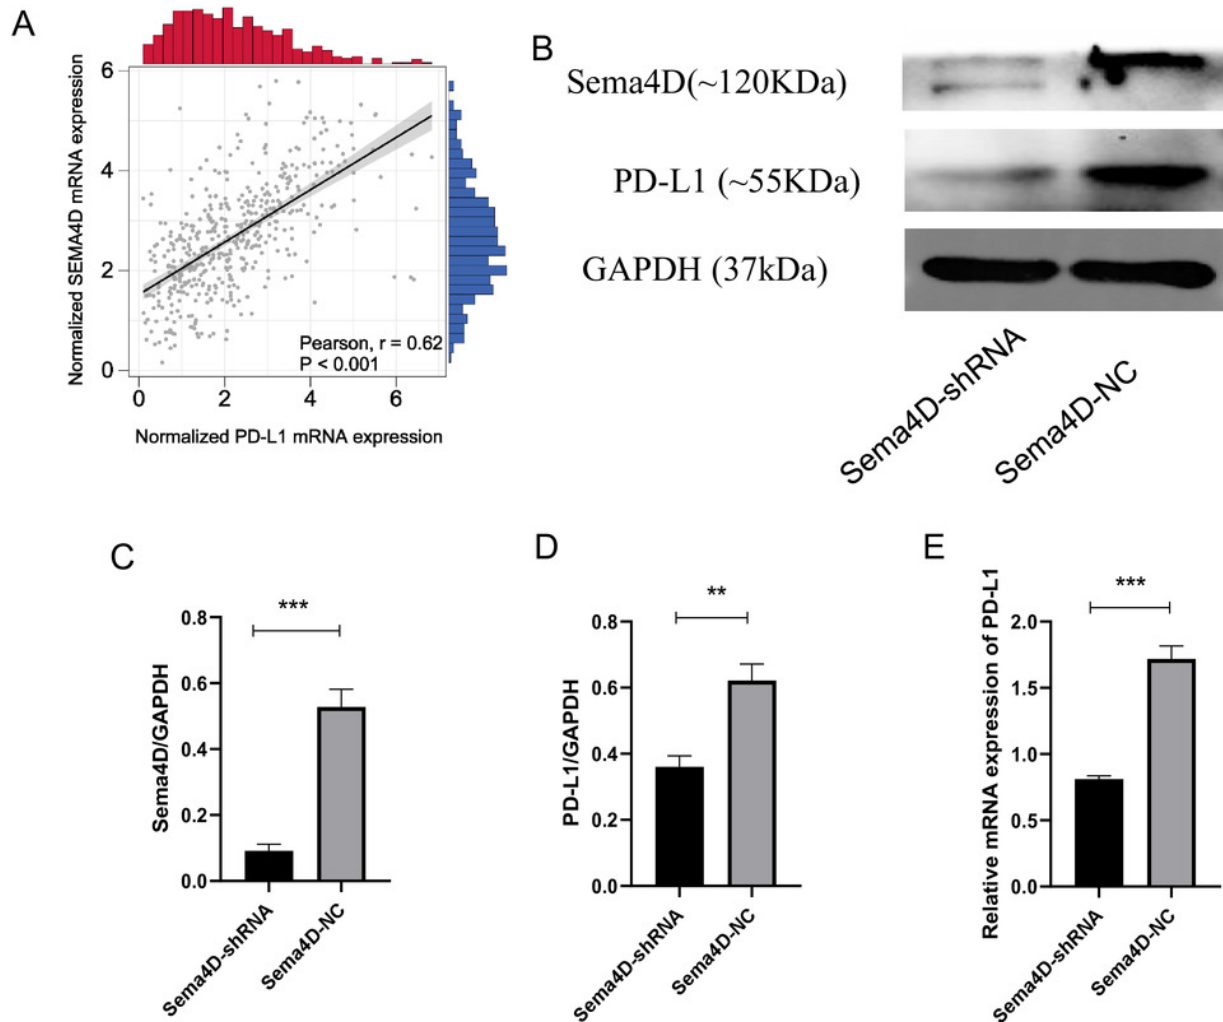 A
Normalized SEMA4D mRNA expression
6
4
2
0
Pearson, r = 0.62
P < 0.001
0 2 4 6
Normalized PD-L1 mRNA expression
B
Sema4D(~120KDa)
PD-L1 (~55KDa)
GAPDH (37kDa)
Sema4D-shRNA
Sema4D-NC
C
***
Sema4D/GAPDH
0.8
0.6
0.4
0.2
0.0
Sema4D-shRNA
Sema4D-NC
D
**
PD-L1/GAPDH
0.8
0.6
0.4
0.2
0.0
Sema4D-shRNA
Sema4D-NC
E
***
Relative mRNA expression of PD-L1
2.0
1.5
1.0
0.5
0.0
Sema4D-shRNA
Sema4D-NC